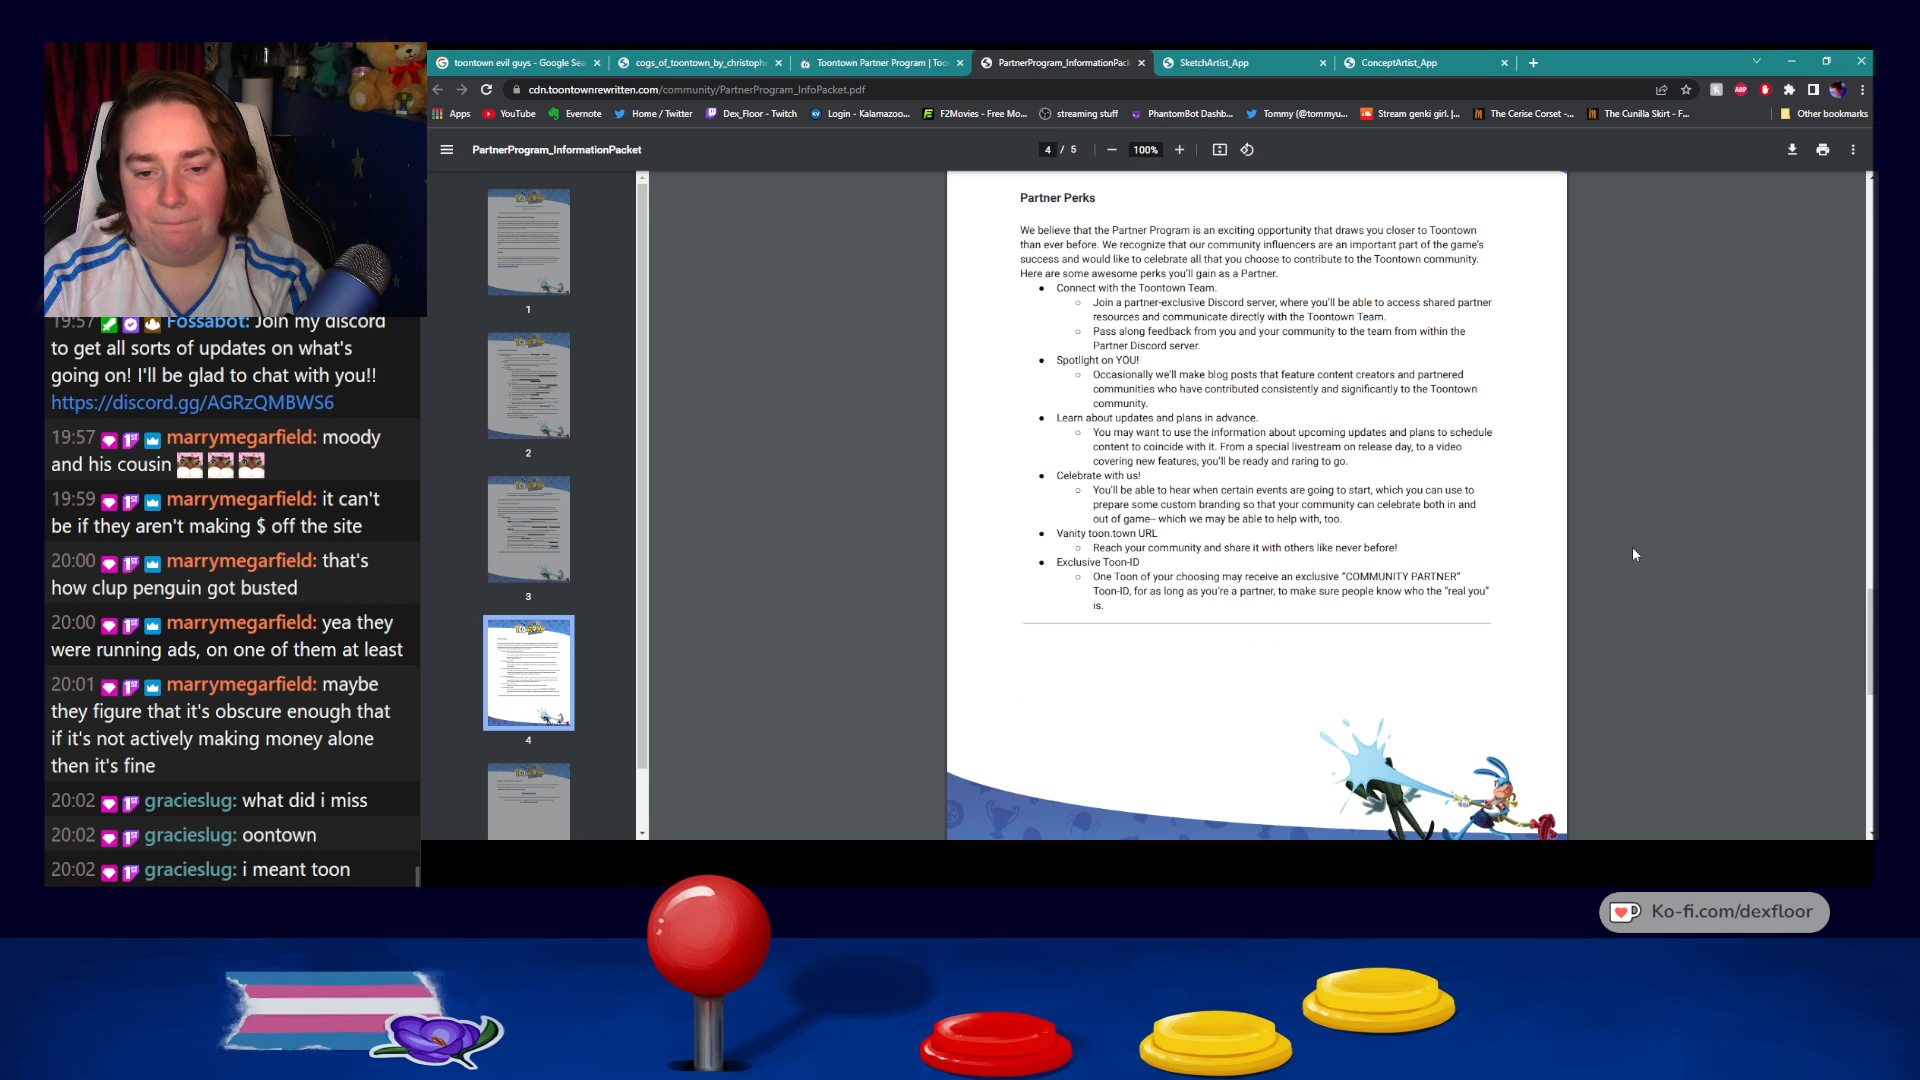 toontown evil guys - Google Sea
cogs_of_toontown_by_christoph
Toontown Partner Program | Too
PartnerProgram_InformationPac
SketchArtist_App
ConceptArtist_App
cdn.toontownrewritten.com/community/PartnerProgram_InfoPacket.pdf
Apps
YouTube
Evernote
Home / Twitter
Dex_Floor - Twitch
Login - Kalamazoo...
F2Movies - Free Mo...
streaming stuff
PhantomBot Dashb...
Tommy (@tommyu...
Stream genki girl. |...
The Cerise Corset -...
The Cunilla Skirt - F...
Other bookmarks
PartnerProgram_InformationPacket
4 / 5
100%
1
2
3
4
Partner Perks
We believe that the Partner Program is an exciting opportunity that draws you closer to Toontown
than ever before. We recognize that our community influencers are an important part of the game's
success and would like to celebrate all that you choose to contribute to the Toontown community.
Here are some awesome perks you'll gain as a Partner.
Connect with the Toontown Team.
Join a partner-exclusive Discord server, where you'll be able to access shared partner
resources and communicate directly with the Toontown Team.
Pass along feedback from you and your community to the team from within the
Partner Discord server.
Spotlight on YOU!
Occasionally we'll make blog posts that feature content creators and partnered
communities who have contributed consistently and significantly to the Toontown
community.
Learn about updates and plans in advance.
You may want to use the information about upcoming updates and plans to schedule
content to coincide with it. From a special livestream on release day, to a video
covering new features, you'll be ready and raring to go.
Celebrate with us!
You'll be able to hear when certain events are going to start, which you can use to
prepare some custom branding so that your community can celebrate both in and
out of game– which we may be able to help with, too.
Vanity toon.town URL
Reach your community and share it with others like never before!
Exclusive Toon-ID
One Toon of your choosing may receive an exclusive "COMMUNITY PARTNER"
Toon-ID, for as long as you're a partner, to make sure people know who the "real you"
is.
19:57 Fossabot: Join my discord
to get all sorts of updates on what's
going on! I'll be glad to chat with you!!
https://discord.gg/AGRzQMBWS6
19:57 marrymegarfield: moody
and his cousin
19:59 marrymegarfield: it can't
be if they aren't making $ off the site
20:00 marrymegarfield: that's
how clup penguin got busted
20:00 marrymegarfield: yea they
were running ads, on one of them at least
20:01 marrymegarfield: maybe
they figure that it's obscure enough that
if it's not actively making money alone
then it's fine
20:02 gracieslug: what did i miss
20:02 gracieslug: oontown
20:02 gracieslug: i meant toon
Ko-fi.com/dexfloor